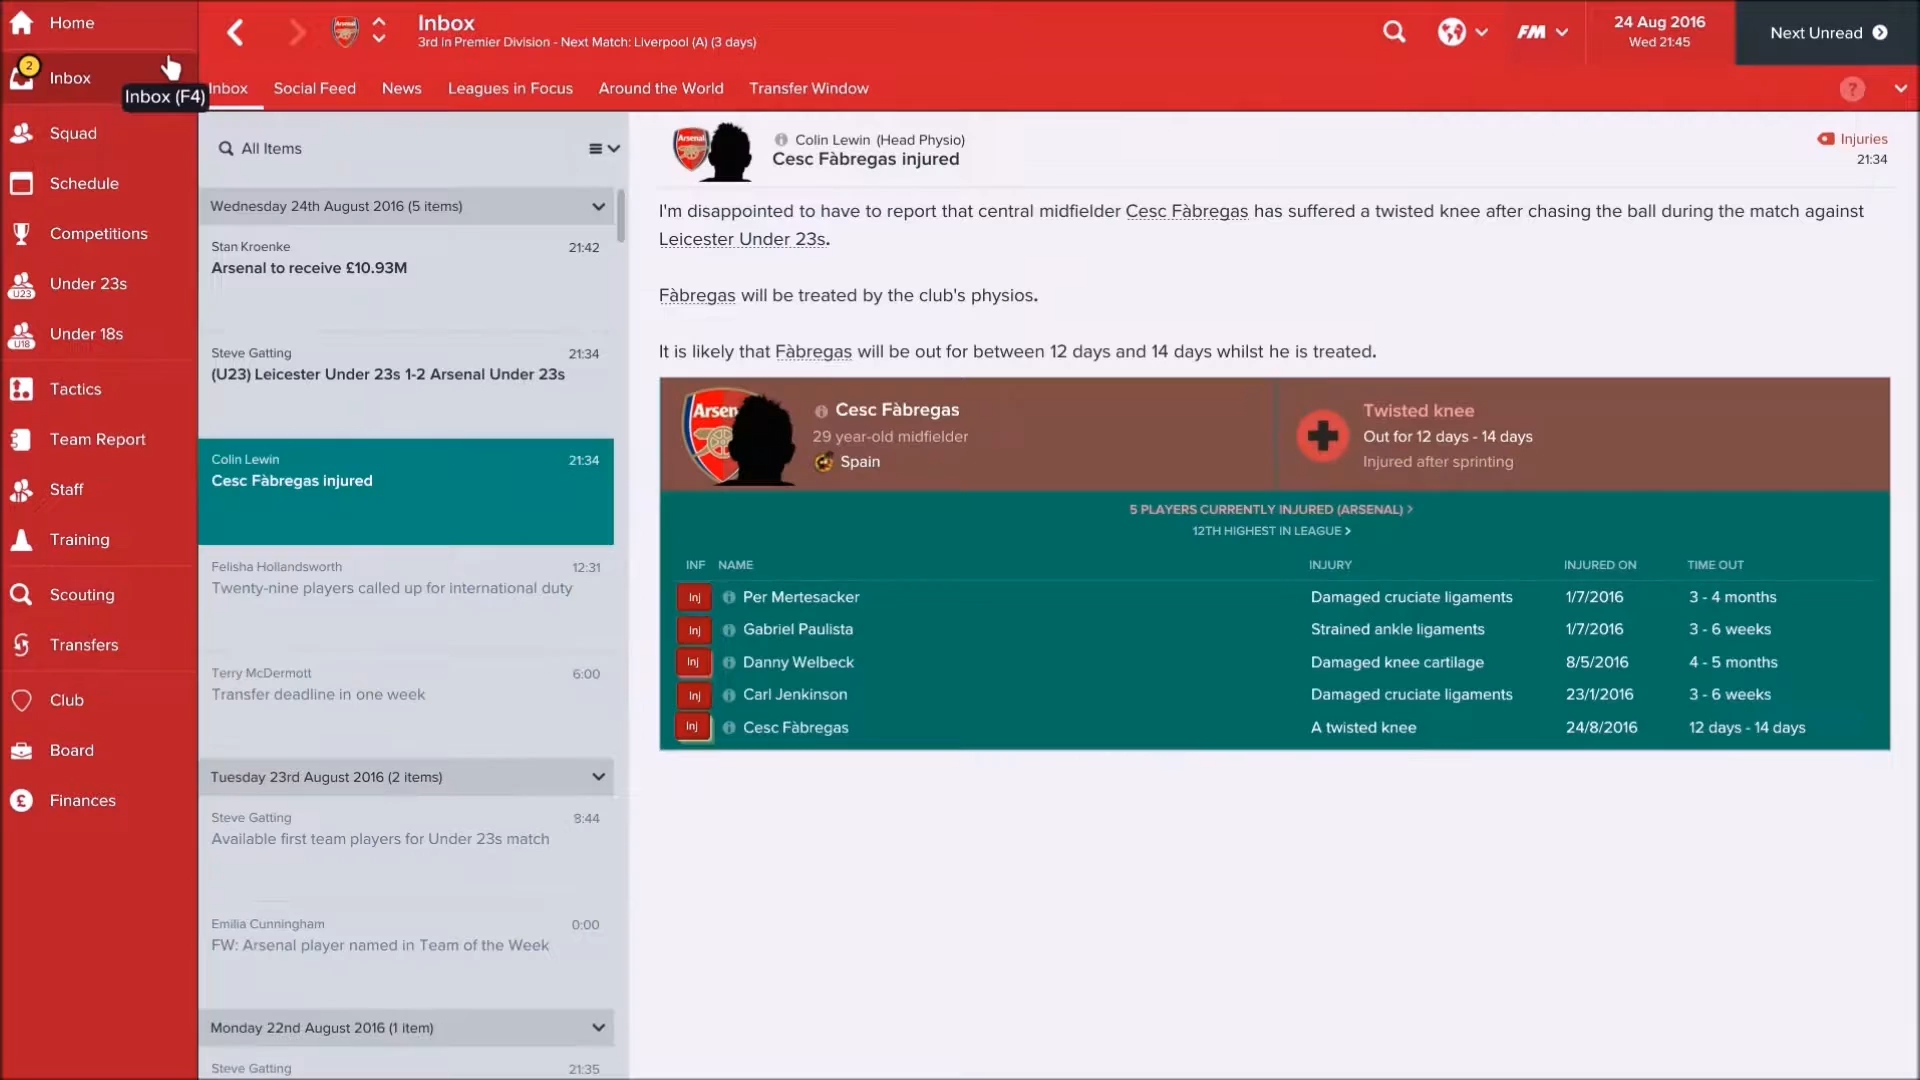 Home
2
Inbox
Inbox (F4)
Squad
Schedule
Competitions
U23
Under 23s
U18
Under 18s
Tactics
Team Report
Staff
Training
Scouting
Transfers
Club
Board
£
Finances
Arsenal
Inbox
3rd in Premier Division - Next Match: Liverpool (A) (3 days)
FM
24 Aug 2016
Wed 21:45
Next Unread
nbox
Social Feed
News
Leagues in Focus
Around the World
Transfer Window
?
All Items
Wednesday 24th August 2016 (5 items)
Stan Kroenke
21:42
Arsenal to receive £10.93M
Steve Gatting
21:34
(U23) Leicester Under 23s 1-2 Arsenal Under 23s
Colin Lewin
21:34
Cesc Fàbregas injured
Felisha Hollandsworth
12:31
Twenty-nine players called up for international duty
Terry McDermott
6:00
Transfer deadline in one week
Tuesday 23rd August 2016 (2 items)
Steve Gatting
8:44
Available first team players for Under 23s match
Emilia Cunningham
0:00
FW: Arsenal player named in Team of the Week
Monday 22nd August 2016 (1 item)
Steve Gatting
21:35
Arsenal
Colin Lewin (Head Physio)
Cesc Fàbregas injured
Injuries
21:34
I'm disappointed to have to report that central midfielder Cesc Fàbregas has suffered a twisted knee after chasing the ball during the match against
Leicester Under 23s.
Fàbregas will be treated by the club's physios.
It is likely that Fàbregas will be out for between 12 days and 14 days whilst he is treated.
Arsen
Cesc Fàbregas
29 year-old midfielder
Spain
Twisted knee
Out for 12 days - 14 days
Injured after sprinting
5 PLAYERS CURRENTLY INJURED (ARSENAL) >
12TH HIGHEST IN LEAGUE >
INF NAME INJURY INJURED ON TIME OUT
Inj Per Mertesacker Damaged cruciate ligaments 1/7/2016 3 - 4 months
Inj Gabriel Paulista Strained ankle ligaments 1/7/2016 3 - 6 weeks
Inj Danny Welbeck Damaged knee cartilage 8/5/2016 4 - 5 months
Inj Carl Jenkinson Damaged cruciate ligaments 23/1/2016 3 - 6 weeks
Inj Cesc Fàbregas A twisted knee 24/8/2016 12 days - 14 days